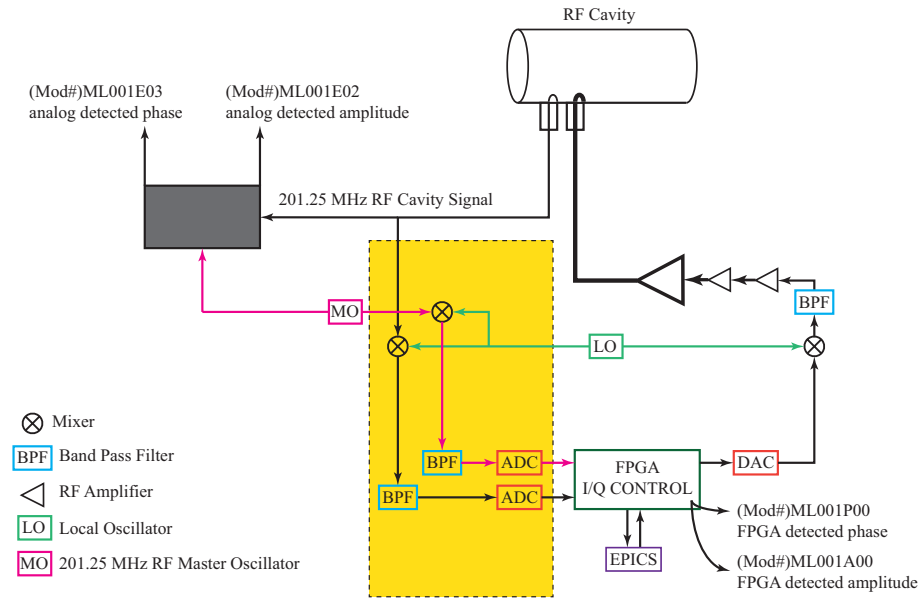 RF Cavity
(Mod#)ML001E03
analog detected phase
(Mod#)ML001E02
analog detected amplitude
201.25 MHz RF Cavity Signal
MO
BPF
LO
Mixer
BPF
Band Pass Filter
RF Amplifier
LO
Local Oscillator
MO
201.25 MHz RF Master Oscillator
BPF
ADC
BPF
ADC
FPGA
I/Q CONTROL
DAC
EPICS
(Mod#)ML001P00
FPGA detected phase
(Mod#)ML001A00
FPGA detected amplitude